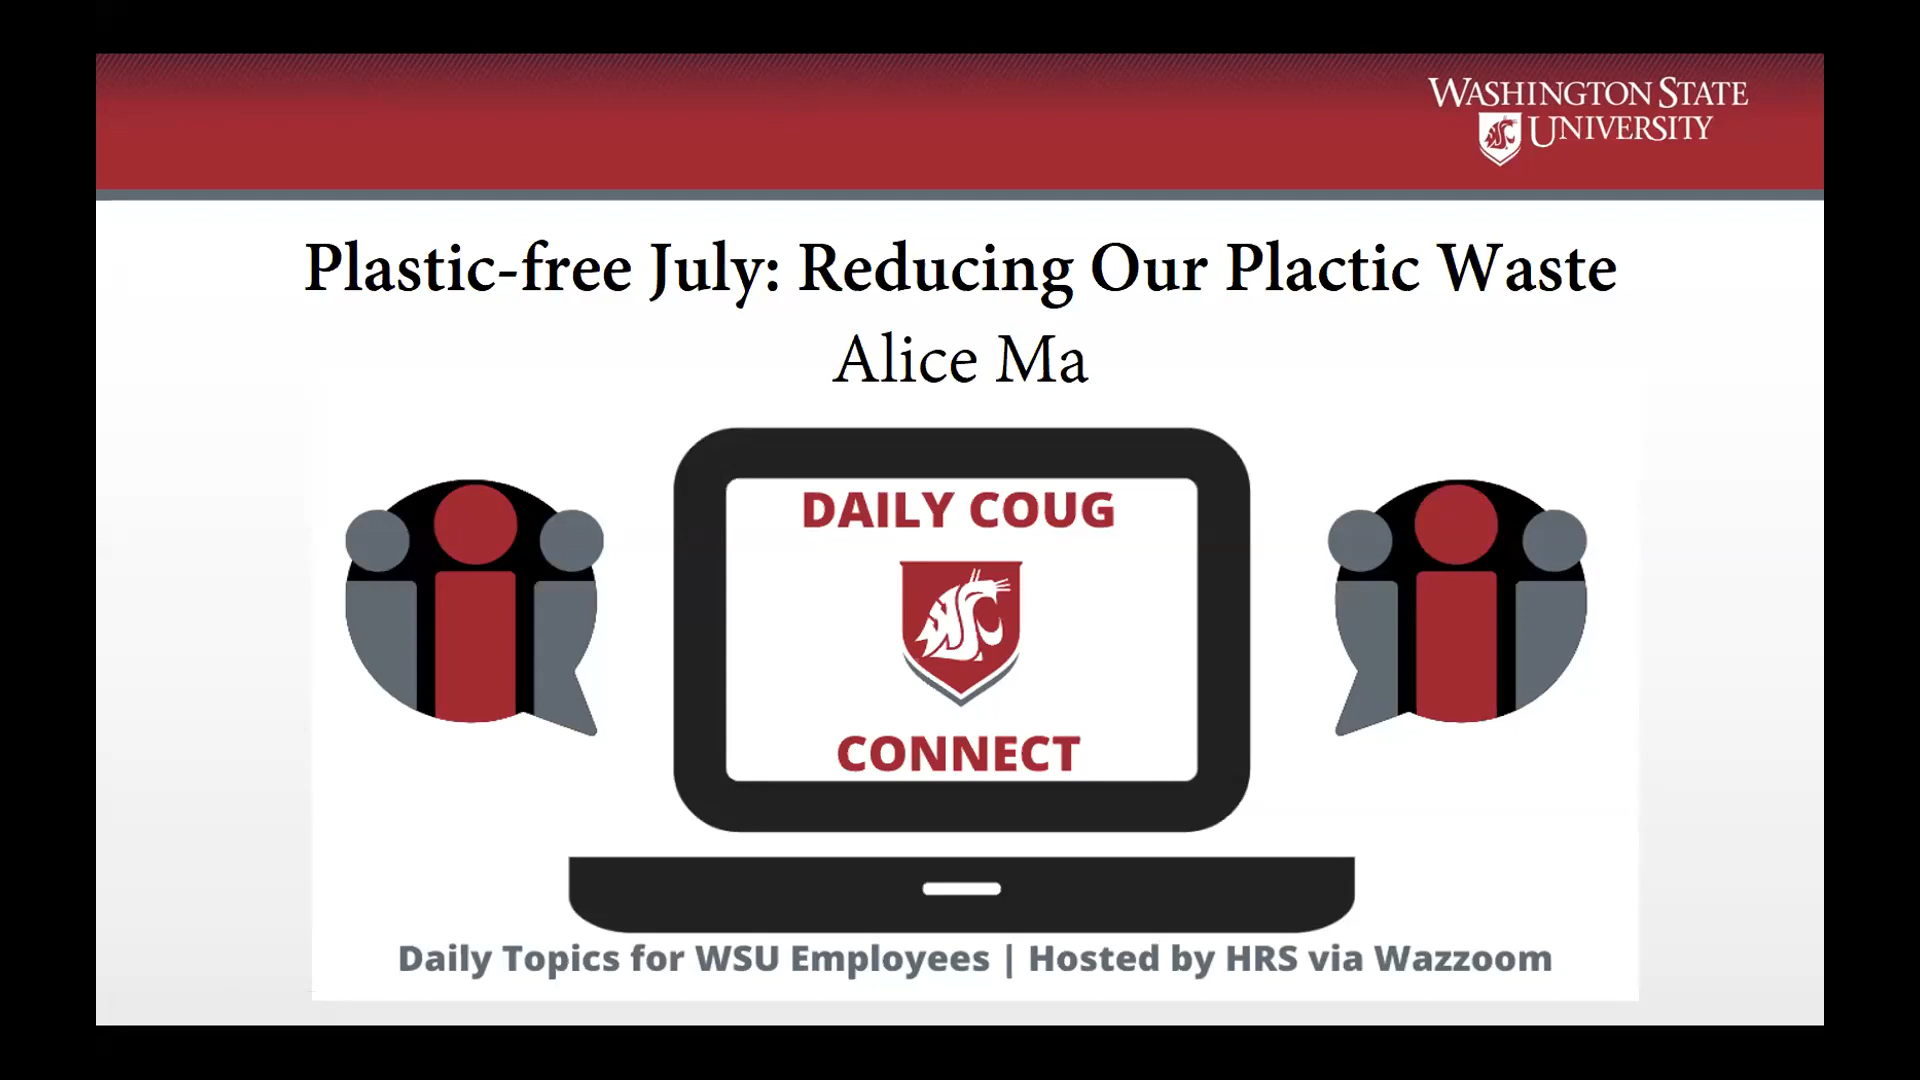 WASHINGTON STATE
UNIVERSITY
Plastic-free July: Reducing Our Plactic Waste
Alice Ma
DAILY COUG
CONNECT
Daily Topics for WSU Employees | Hosted by HRS via Wazzoom